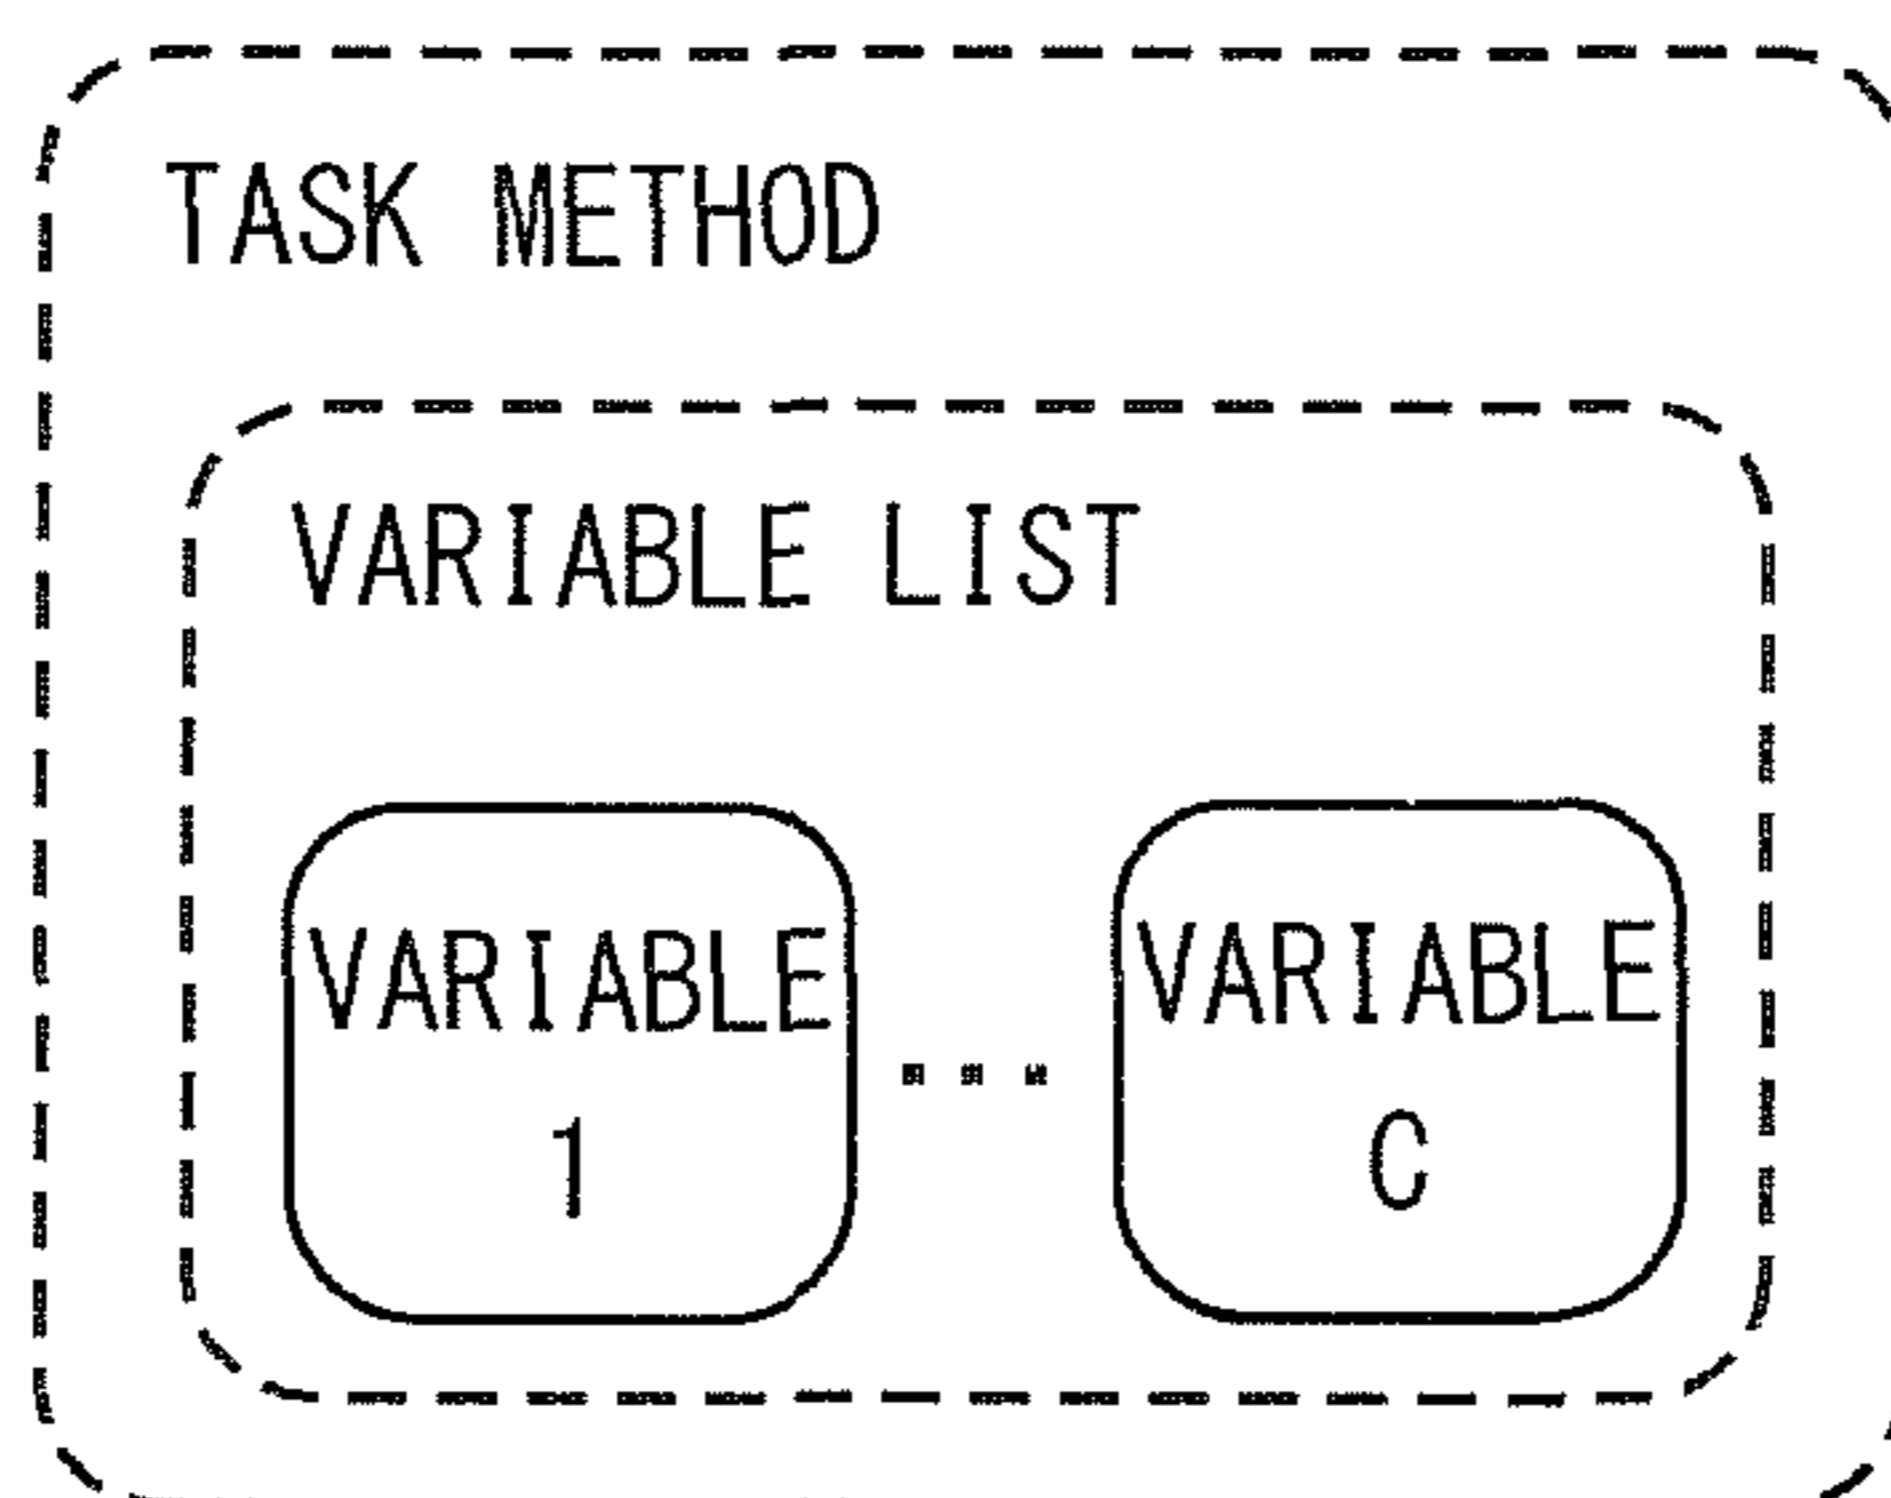 TASK METHOD
VARIABLE LIST
VARIABLE
1
...
VARIABLE
C